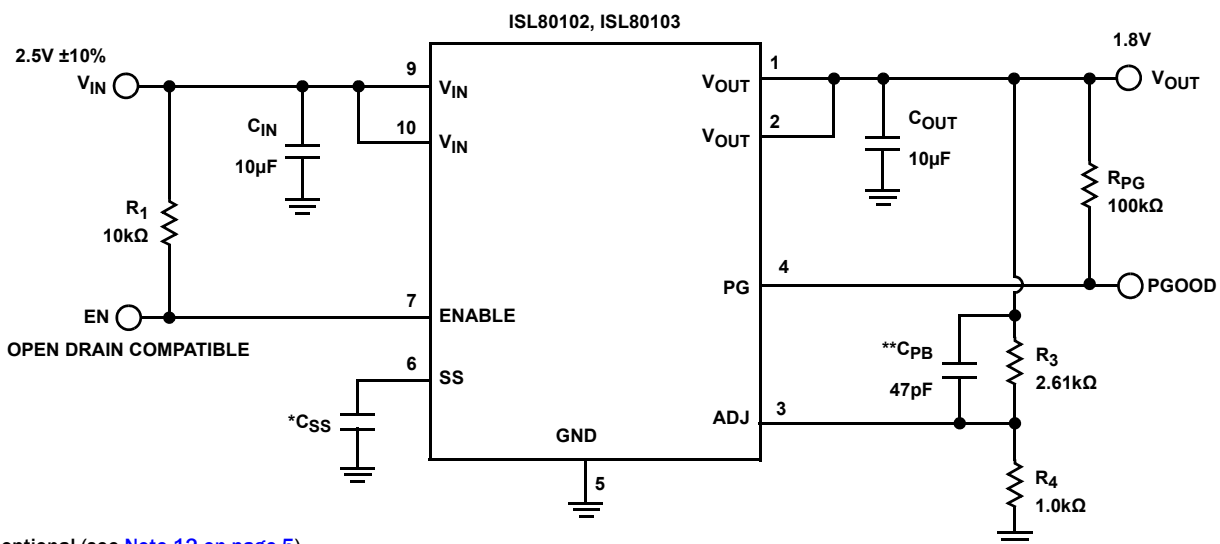 ISL80102, ISL80103
2.5V ±10%
VIN
9
VIN
CIN
10µF
10
VIN
R1
10kΩ
EN
7
ENABLE
OPEN DRAIN COMPATIBLE
6
SS
*CSS
GND
5
1.8V
1
VOUT
VOUT
2
VOUT
COUT
10µF
RPG
100kΩ
4
PG
PGOOD
**CPB
47pF
R3
2.61kΩ
3
ADJ
R4
1.0kΩ